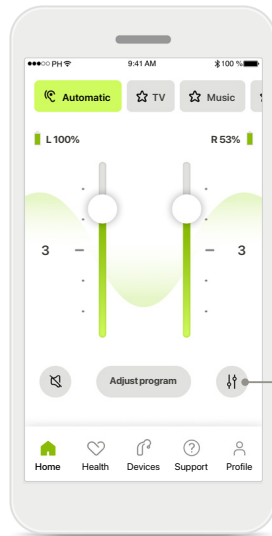 ●●●○○ PH 9:41 AM 100 %
Automatic TV Music
L 100% R 53%
3 3
Adjust program
Home Health Devices Support Profile